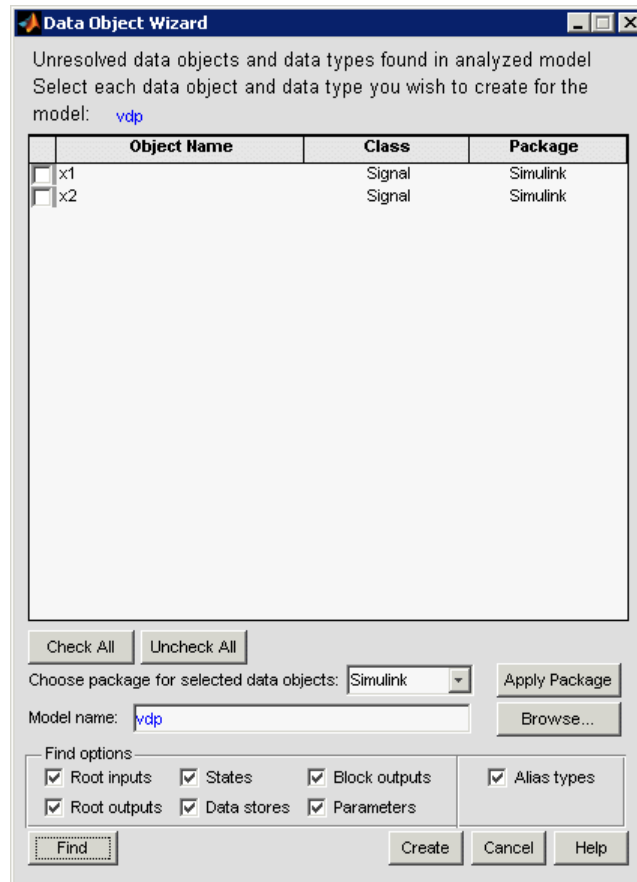 Data Object Wizard
Unresolved data objects and data types found in analyzed model
Select each data object and data type you wish to create for the
model: vdp
Object Name Class Package
x1 Signal Simulink
x2 Signal Simulink
Check All Uncheck All
Choose package for selected data objects: Simulink Apply Package
Model name: vdp Browse...
Find options
Root inputs States Block outputs Alias types
Root outputs Data stores Parameters
Find Create Cancel Help